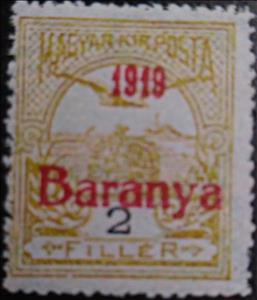 MAGYAR KIR. POSTA
1919
Baranya
2
FILLÉR